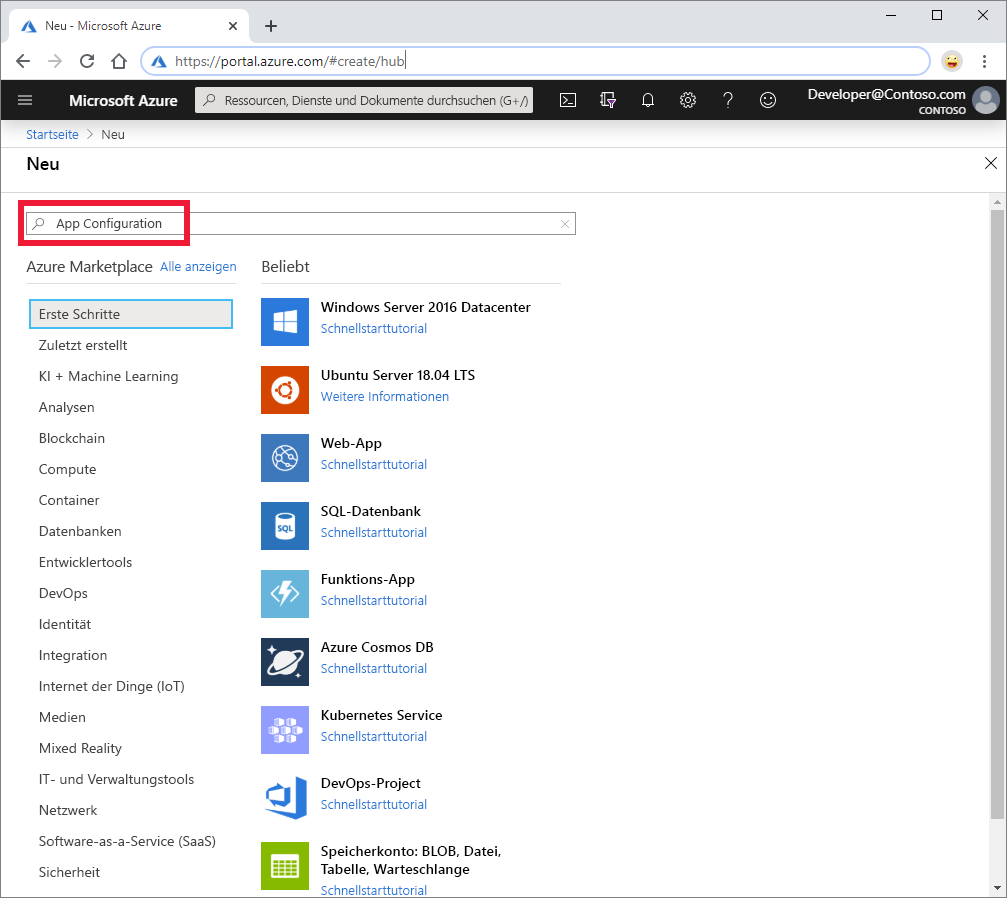 Neu - Microsoft Azure
https://portal.azure.com/#create/hub
Microsoft Azure
Ressourcen, Dienste und Dokumente durchsuchen (G+/)
Developer@Contoso.com
CONTOSO
Startseite > Neu
Neu
App Configuration
Azure Marketplace Alle anzeigen
Erste Schritte
Zuletzt erstellt
KI + Machine Learning
Analysen
Blockchain
Compute
Container
Datenbanken
Entwicklertools
DevOps
Identität
Integration
Internet der Dinge (IoT)
Medien
Mixed Reality
IT- und Verwaltungstools
Netzwerk
Software-as-a-Service (SaaS)
Sicherheit
Beliebt
Windows Server 2016 Datacenter
Schnellstarttutorial
Ubuntu Server 18.04 LTS
Weitere Informationen
Web-App
Schnellstarttutorial
SQL
SQL-Datenbank
Schnellstarttutorial
Funktions-App
Schnellstarttutorial
Azure Cosmos DB
Schnellstarttutorial
Kubernetes Service
Schnellstarttutorial
DevOps-Project
Schnellstarttutorial
Speicherkonto: BLOB, Datei,
Tabelle, Warteschlange
Schnellstarttutorial